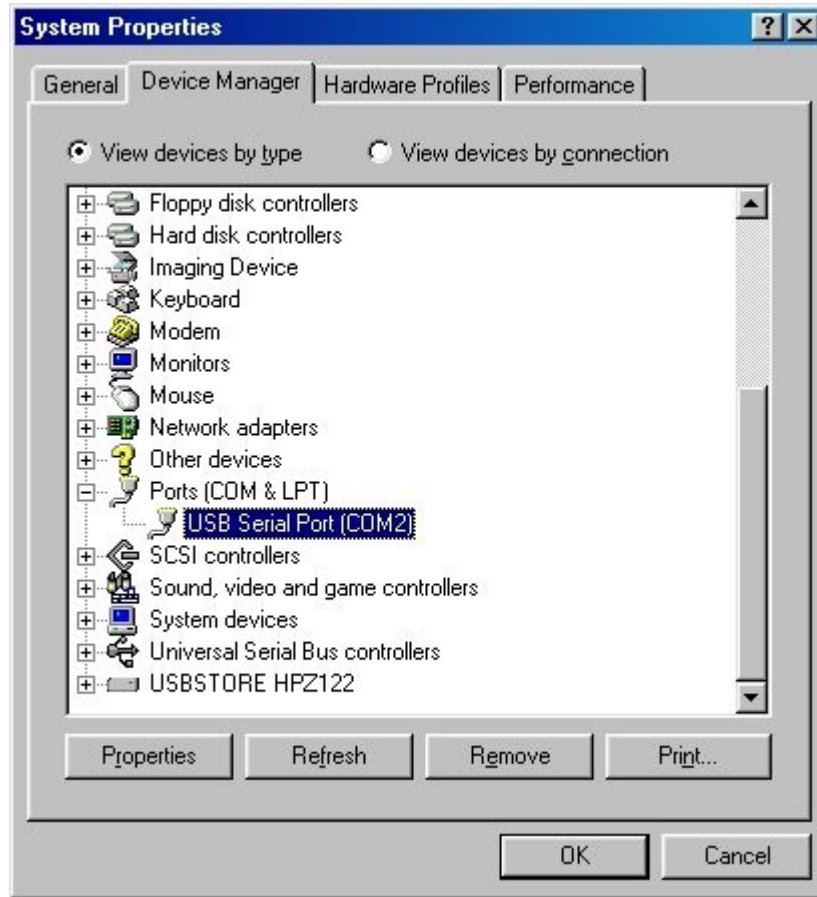 System Properties
General Device Manager Hardware Profiles Performance
View devices by type View devices by connection
Floppy disk controllers
Hard disk controllers
Imaging Device
Keyboard
Modem
Monitors
Mouse
Network adapters
Other devices
Ports (COM & LPT)
USB Serial Port (COM2)
SCSI controllers
Sound, video and game controllers
System devices
Universal Serial Bus controllers
USBSTORE HPZ122
Properties Refresh Remove Print...
OK Cancel